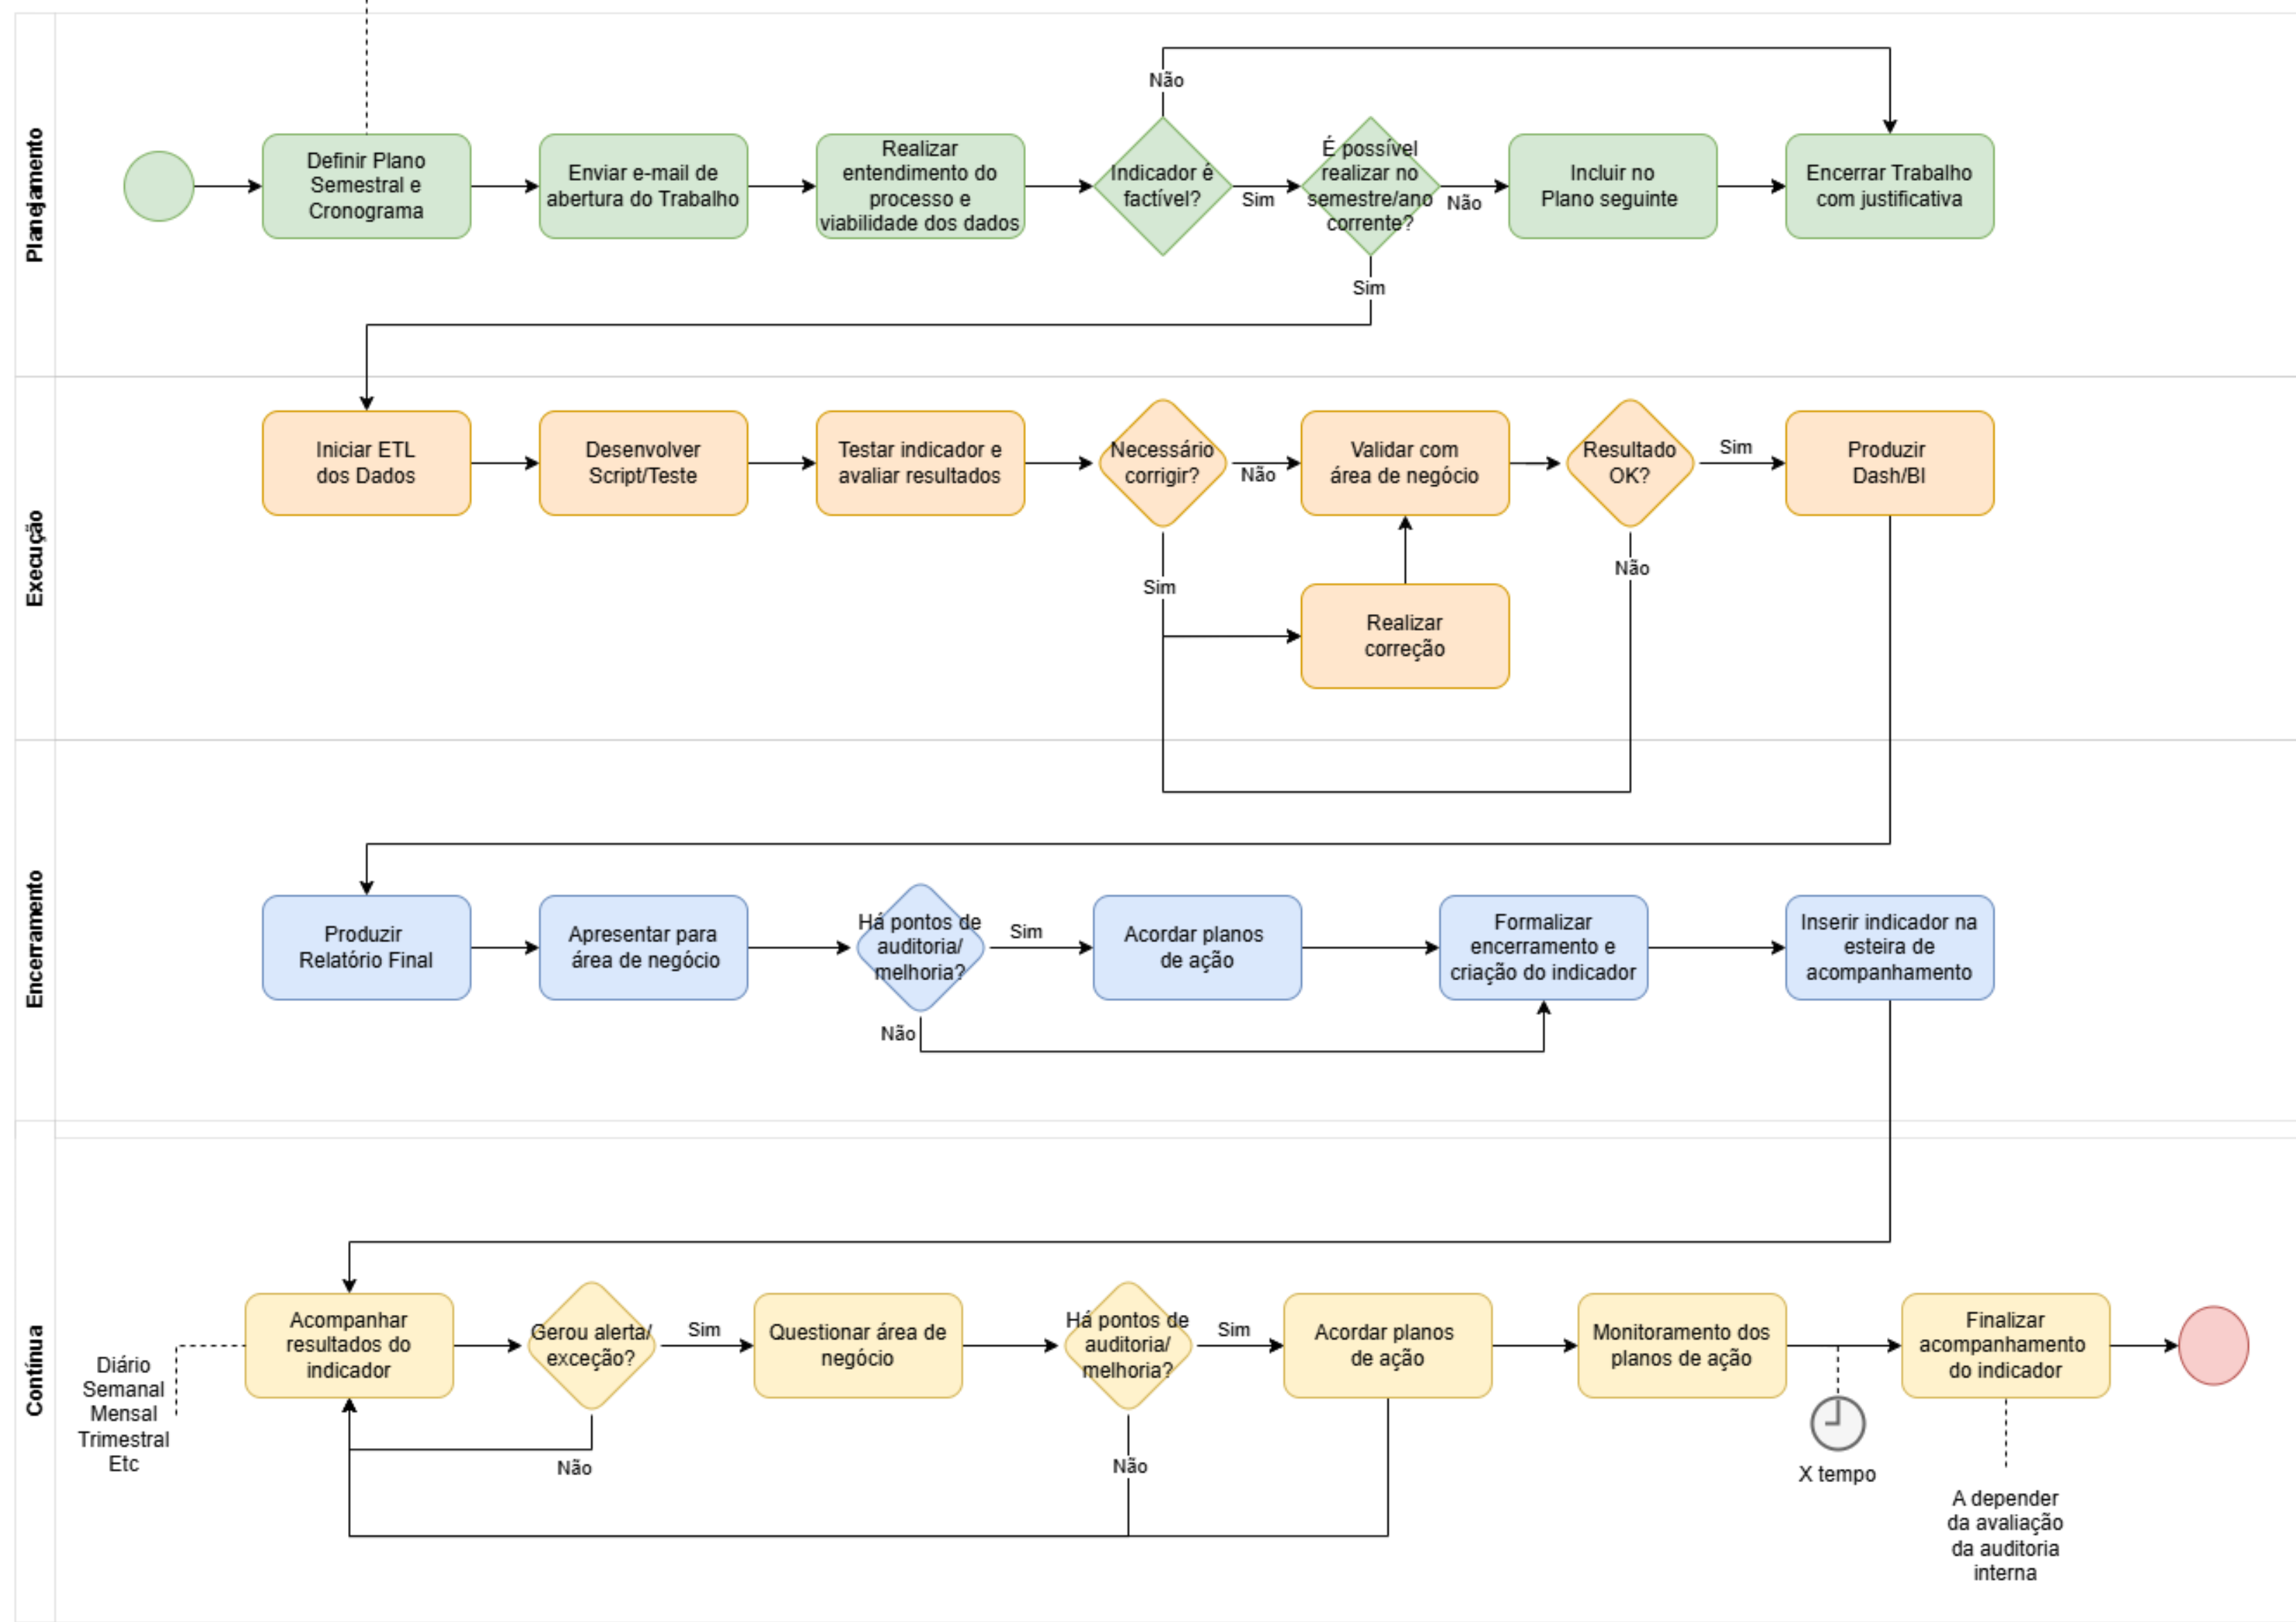 Planejamento
Não
Definir Plano
Semestral e
Cronograma
Enviar e-mail de
abertura do Trabalho
Realizar
entendimento do
processo e
viabilidade dos dados
Indicador é
factível?
Sim
É possível
realizar no
semestre/ano
corrente?
Não
Incluir no
Plano seguinte
Encerrar Trabalho
com justificativa
Sim
Execução
Iniciar ETL
dos Dados
Desenvolver
Script/Teste
Testar indicador e
avaliar resultados
Necessário
corrigir?
Não
Validar com
área de negócio
Resultado
OK?
Sim
Produzir
Dash/BI
Sim
Realizar
correção
Não
Encerramento
Produzir
Relatório Final
Apresentar para
área de negócio
Há pontos de
auditoria/
melhoria?
Sim
Acordar planos
de ação
Formalizar
encerramento e
criação do indicador
Inserir indicador na
esteira de
acompanhamento
Não
Contínua
Diário
Semanal
Mensal
Trimestral
Etc
Acompanhar
resultados do
indicador
Gerou alerta/
exceção?
Sim
Não
Questionar área de
negócio
Há pontos de
auditoria/
melhoria?
Sim
Não
Acordar planos
de ação
Monitoramento dos
planos de ação
X tempo
Finalizar
acompanhamento
do indicador
A depender
da avaliação
da auditoria
interna